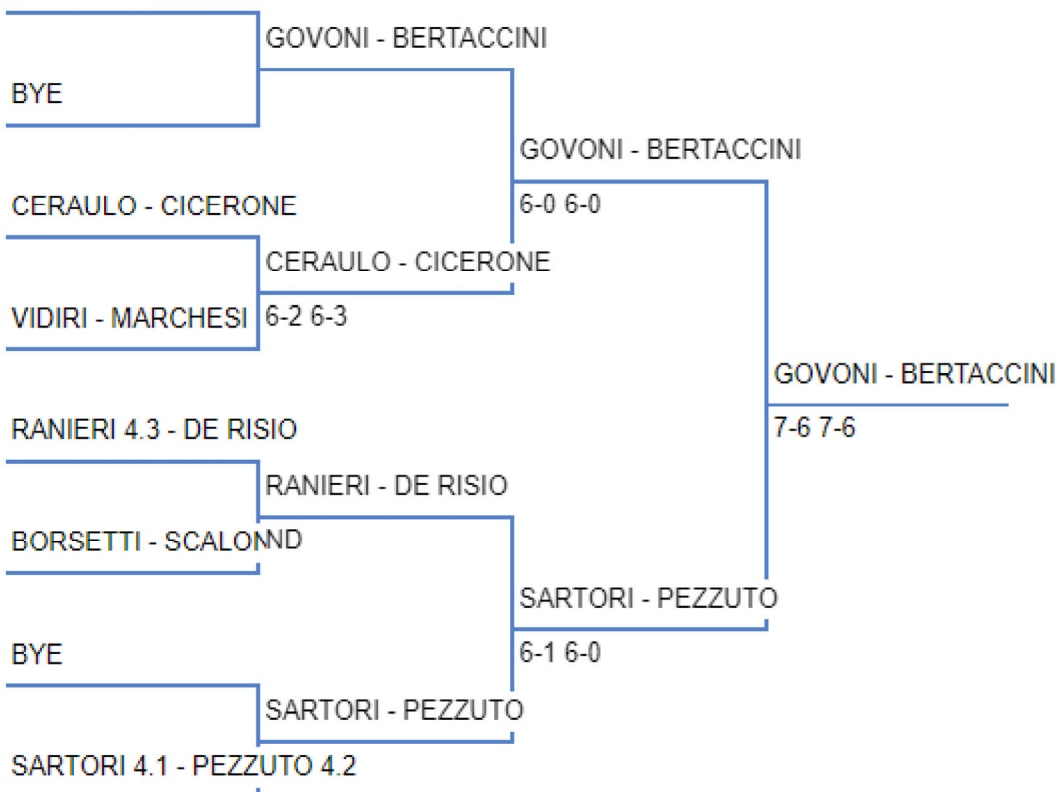 GOVONI - BERTACCINI
BYE
GOVONI - BERTACCINI
6-0 6-0
CERAULO - CICERONE
CERAULO - CICERONE
VIDIRI - MARCHESI
6-2 6-3
GOVONI - BERTACCINI
7-6 7-6
RANIERI 4.3 - DE RISIO
RANIERI - DE RISIO
BORSETTI - SCALON
ND
SARTORI - PEZZUTO
6-1 6-0
BYE
SARTORI - PEZZUTO
SARTORI 4.1 - PEZZUTO 4.2